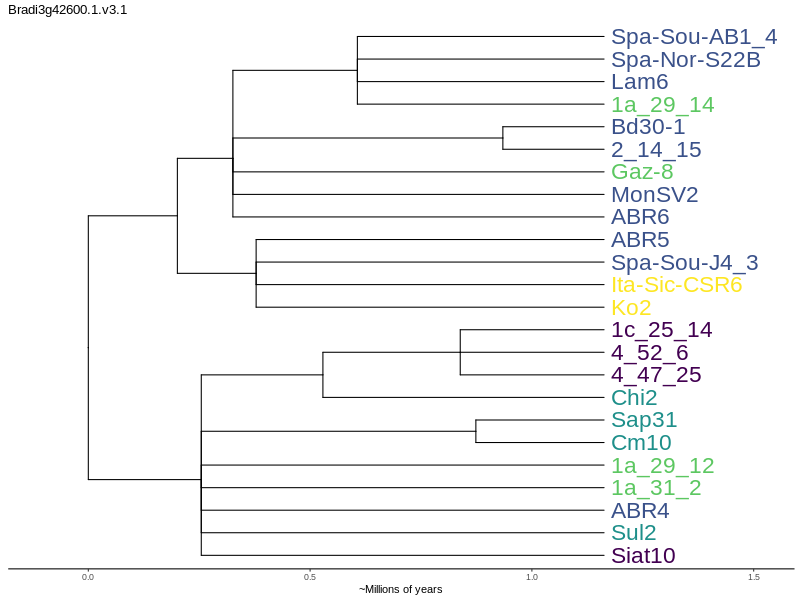 Bradi3g42600.1.v3.1
Spa-Sou-AB1_4
Spa-Nor-S22B
Lam6
1a_29_14
Bd30-1
2_14_15
Gaz-8
MonSV2
ABR6
ABR5
Spa-Sou-J4_3
Ita-Sic-CSR6
Ko2
1c_25_14
4_52_6
4_47_25
Chi2
Sap31
Cm10
1a_29_12
1a_31_2
ABR4
Sul2
Siat10
0.0 0.5 1.0 1.5
~Millions of years